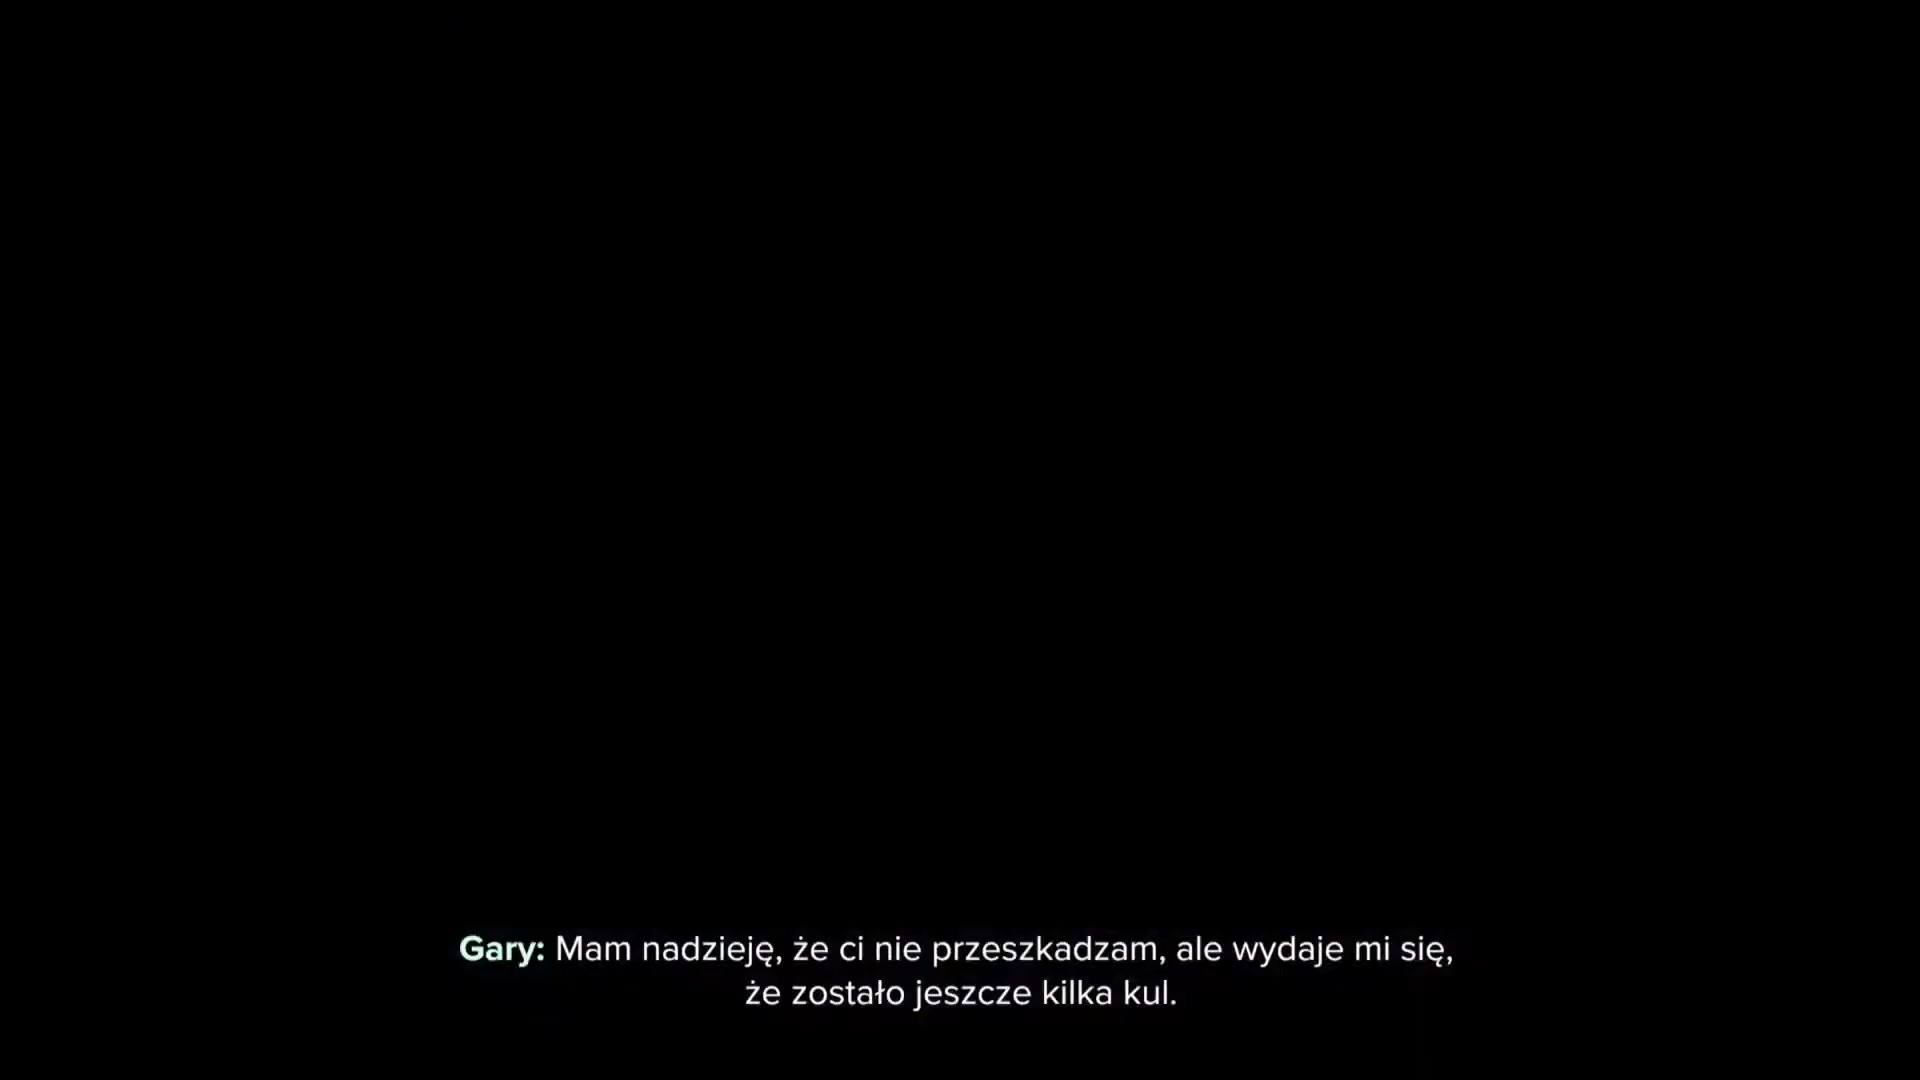 Gary: Mam nadzieję, że ci nie przeszkadzam, ale wydaje mi się,
że zostało jeszcze kilka kul.